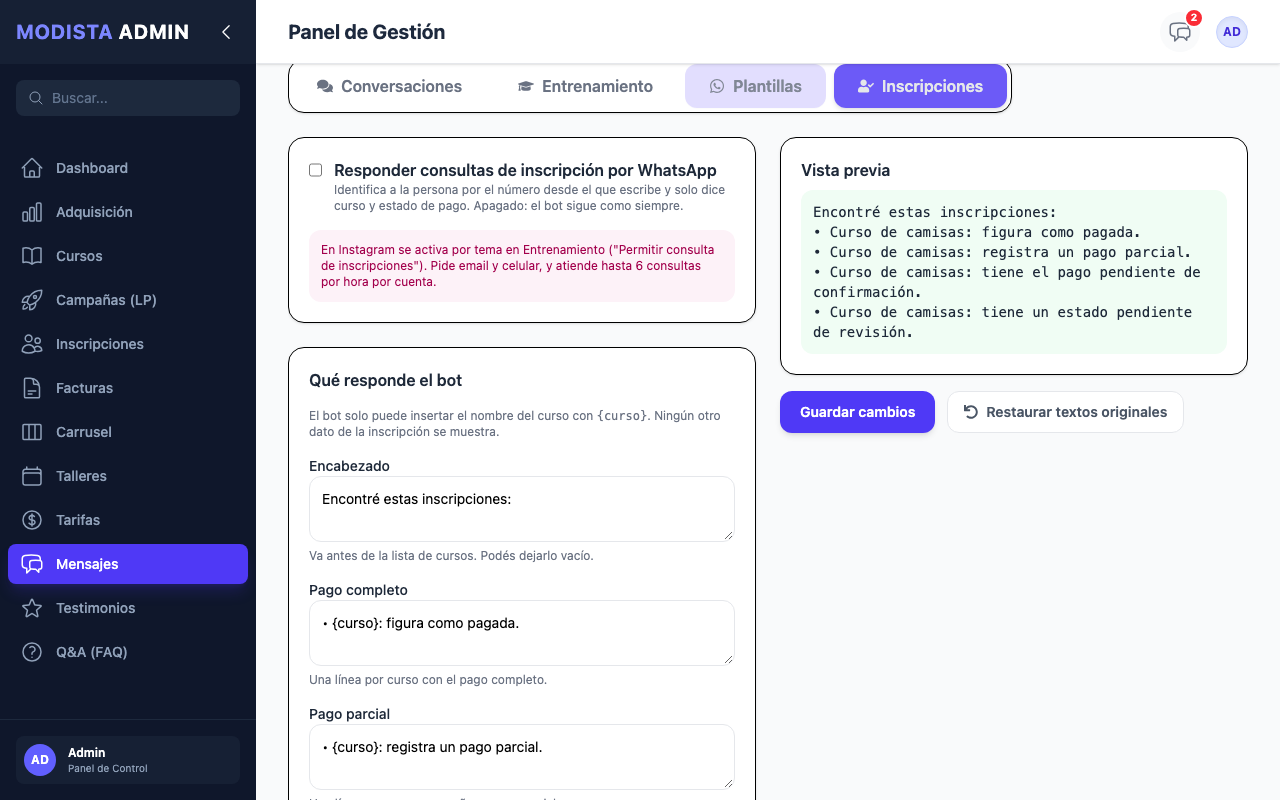 MODISTA ADMIN
Buscar...
Dashboard
Adquisición
Cursos
Campañas (LP)
Inscripciones
Facturas
Carrusel
Talleres
Tarifas
Mensajes
Testimonios
Q&A (FAQ)
AD
Admin
Panel de Control
Panel de Gestión
2
AD
Conversaciones
Entrenamiento
Plantillas
Inscripciones
Responder consultas de inscripción por WhatsApp
Identifica a la persona por el número desde el que escribe y solo dice
curso y estado de pago. Apagado: el bot sigue como siempre.
En Instagram se activa por tema en Entrenamiento ("Permitir consulta
de inscripciones"). Pide email y celular, y atiende hasta 6 consultas
por hora por cuenta.
Qué responde el bot
El bot solo puede insertar el nombre del curso con {curso}. Ningún otro
dato de la inscripción se muestra.
Encabezado
Encontré estas inscripciones:
Va antes de la lista de cursos. Podés dejarlo vacío.
Pago completo
• {curso}: figura como pagada.
Una línea por curso con el pago completo.
Pago parcial
• {curso}: registra un pago parcial.
Vista previa
Encontré estas inscripciones:
• Curso de camisas: figura como pagada.
• Curso de camisas: registra un pago parcial.
• Curso de camisas: tiene el pago pendiente de
confirmación.
• Curso de camisas: tiene un estado pendiente
de revisión.
Guardar cambios
Restaurar textos originales